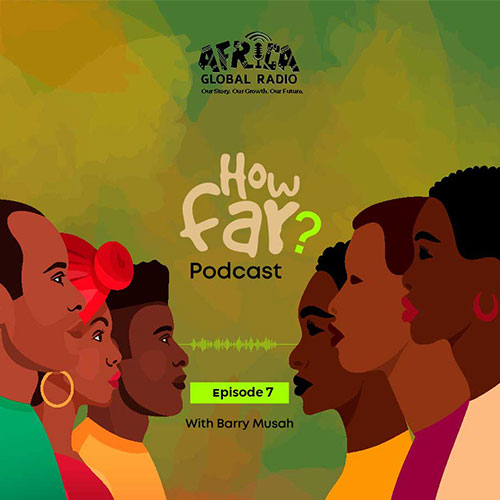 AFRICA
GLOBAL RADIO
Our Story. Our Growth. Our Future.
How
far?
Podcast
Episode 7
With Barry Musah